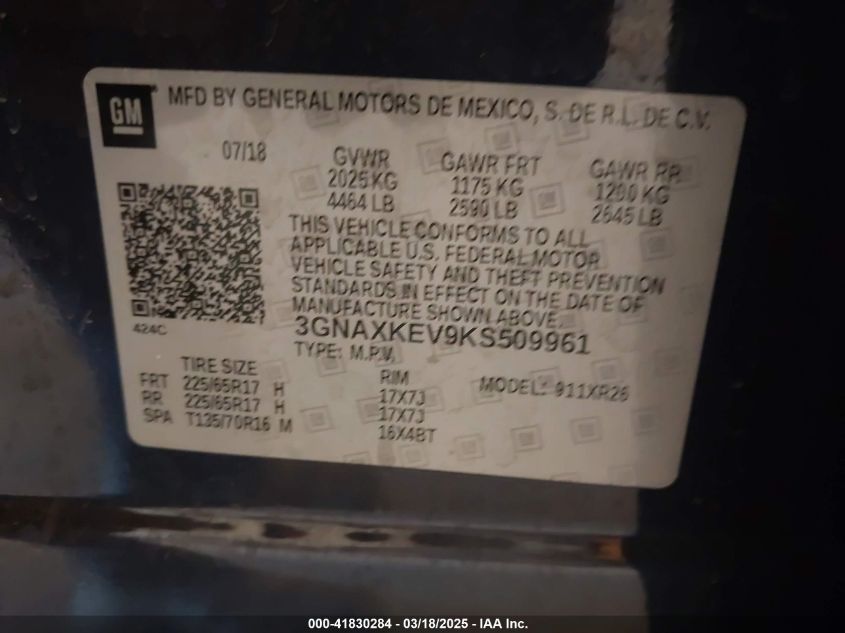 GM
MFD BY GENERAL MOTORS DE MEXICO, S. DE R.L. DE C.V.
07/18
GVWR GAWR FRT GAWR RR
2025 KG 1175 KG 1200 KG
4464 LB 2590 LB 2645 LB
THIS VEHICLE CONFORMS TO ALL
APPLICABLE U.S. FEDERAL MOTOR
VEHICLE SAFETY AND THEFT PREVENTION
STANDARDS IN EFFECT ON THE DATE OF
MANUFACTURE SHOWN ABOVE.
424C
3GNAXKEV9KS509961
TYPE: M.P.V.
TIRE SIZE RIM MODEL: 911XR26
FRT 225/65R17 H 17X7J
RR 225/65R17 H 17X7J
SPA T135/70R16 M 16X4BT
000-41830284 - 03/18/2025 - IAA Inc.